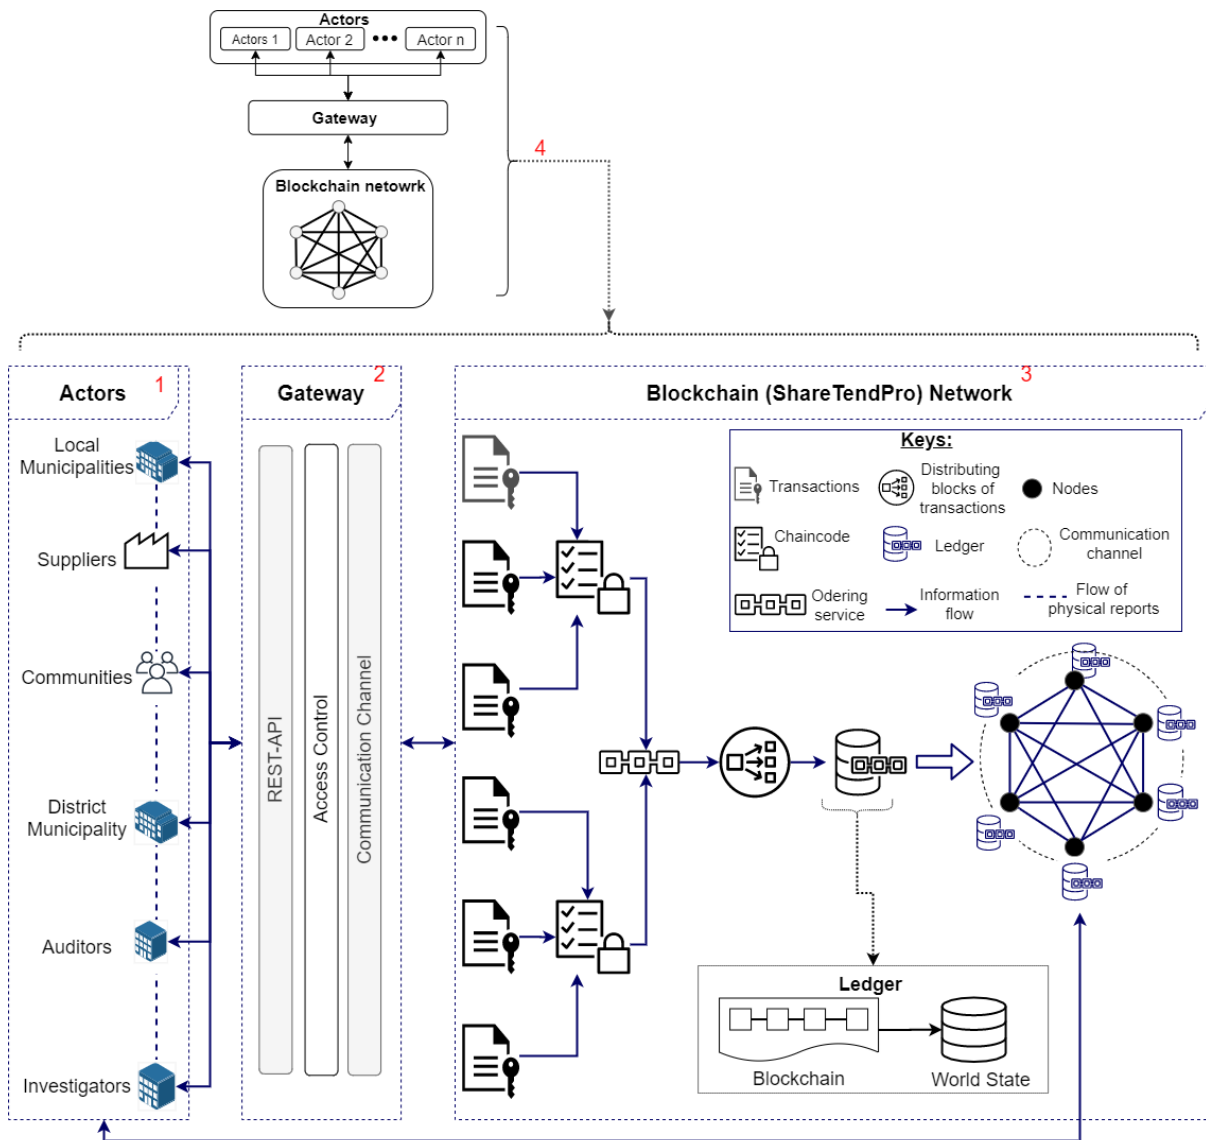 Actors
Actors 1
Actor 2
Actor n
Gateway
Blockchain netowrk
4
Actors
1
Gateway
2
Blockchain (ShareTendPro) Network
3
Local
Municipalities
Suppliers
Communities
District
Municipality
Auditors
Investigators
REST-API
Access Control
Communication Channel
Keys:
Transactions
Distributing
blocks of
transactions
Nodes
Chaincode
Ledger
Communication
channel
Odering
service
Information
flow
Flow of
physical reports
Ledger
Blockchain
World State